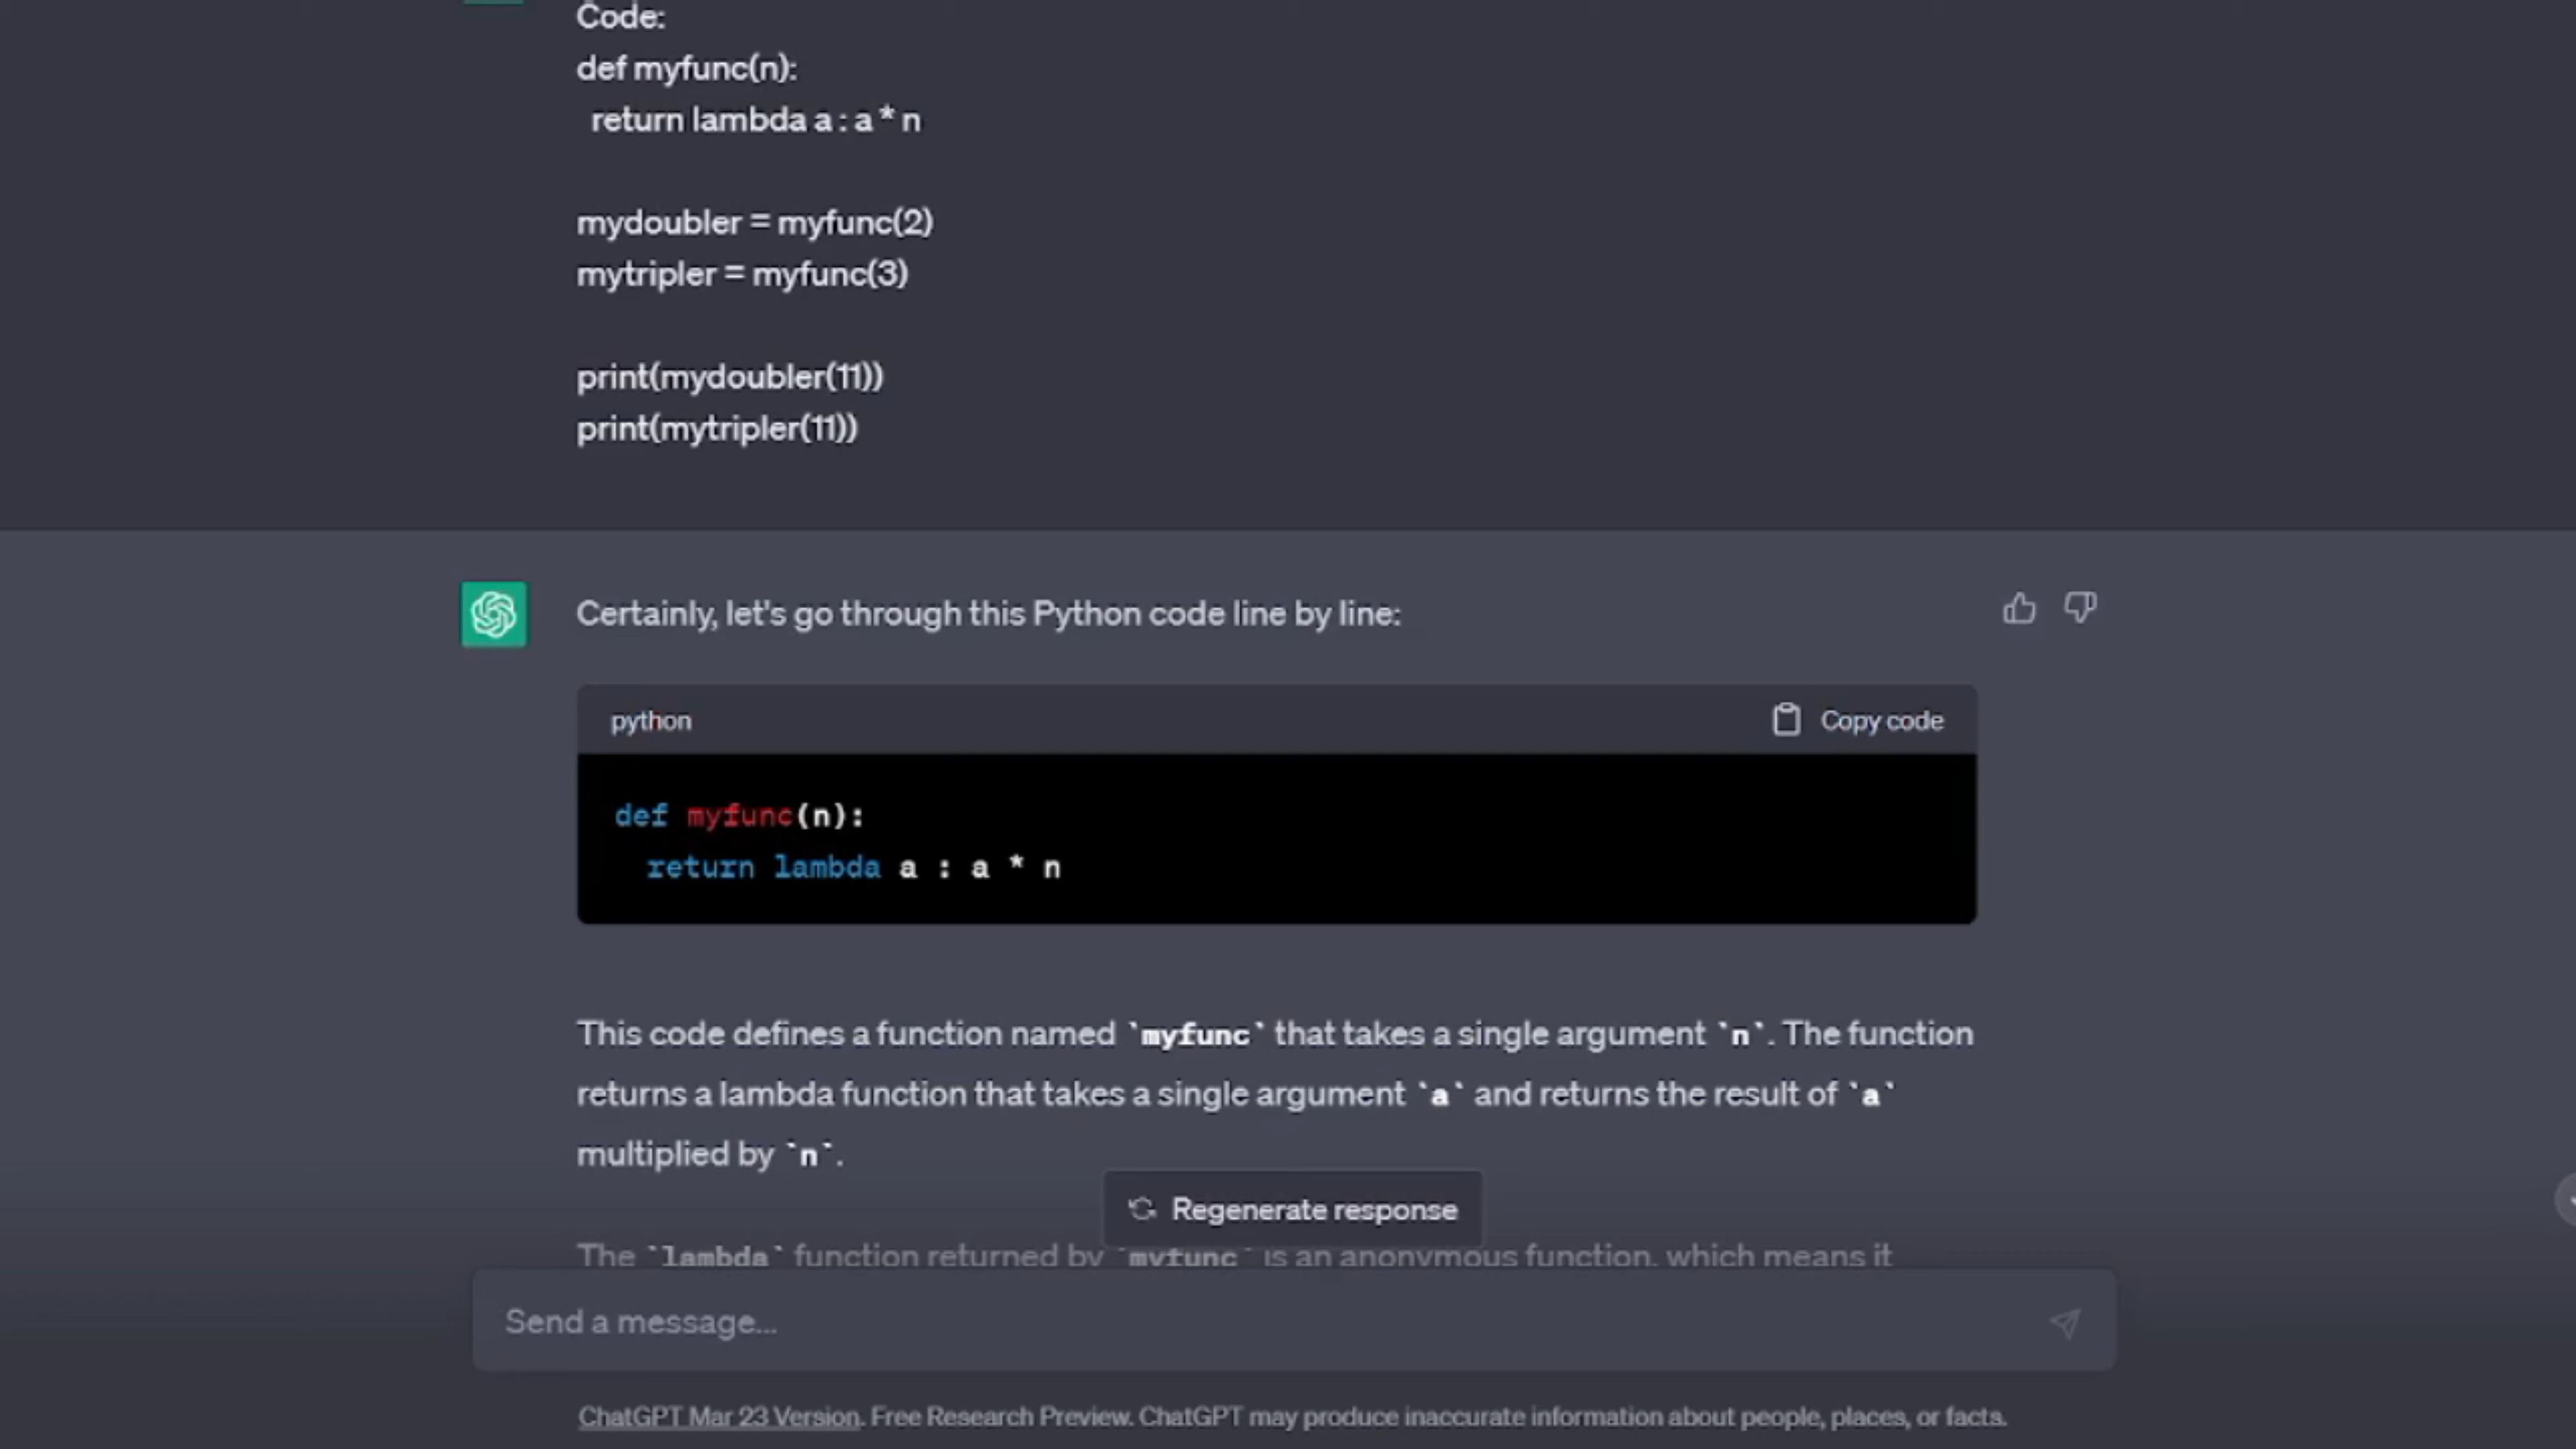 Code:
def myfunc(n):
return lambda a : a * n
mydoubler = myfunc(2)
mytripler = myfunc(3)
print(mydoubler(11))
print(mytripler(11))
Certainly, let's go through this Python code line by line:
python
Copy code
def myfunc(n):
return lambda a : a * n
This code defines a function named `myfunc` that takes a single argument `n`. The function
returns a lambda function that takes a single argument `a` and returns the result of `a`
multiplied by `n`.
Regenerate response
The `lambda` function returned by `myfunc` is an anonymous function, which means it
Send a message...
ChatGPT Mar 23 Version. Free Research Preview. ChatGPT may produce inaccurate information about people, places, or facts.